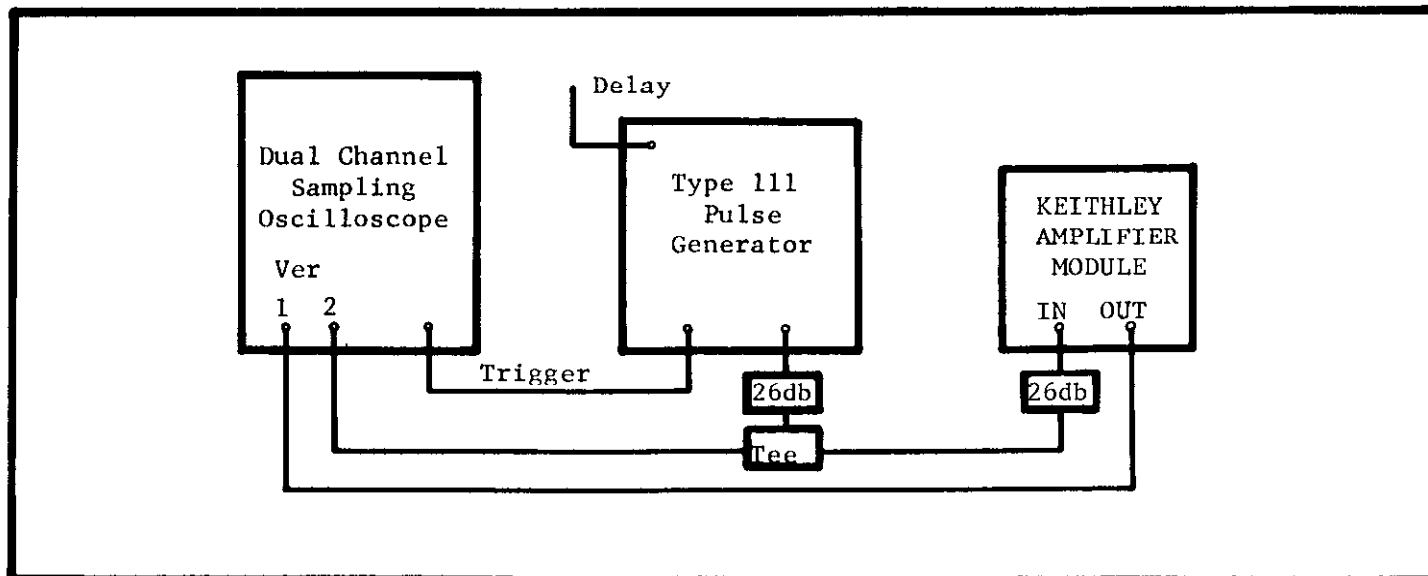 Delay
Dual Channel
Sampling
Oscilloscope
Ver
1 2
Type 111
Pulse
Generator
KEITHLEY
AMPLIFIER
MODULE
IN OUT
Trigger
26db
26db
Tee